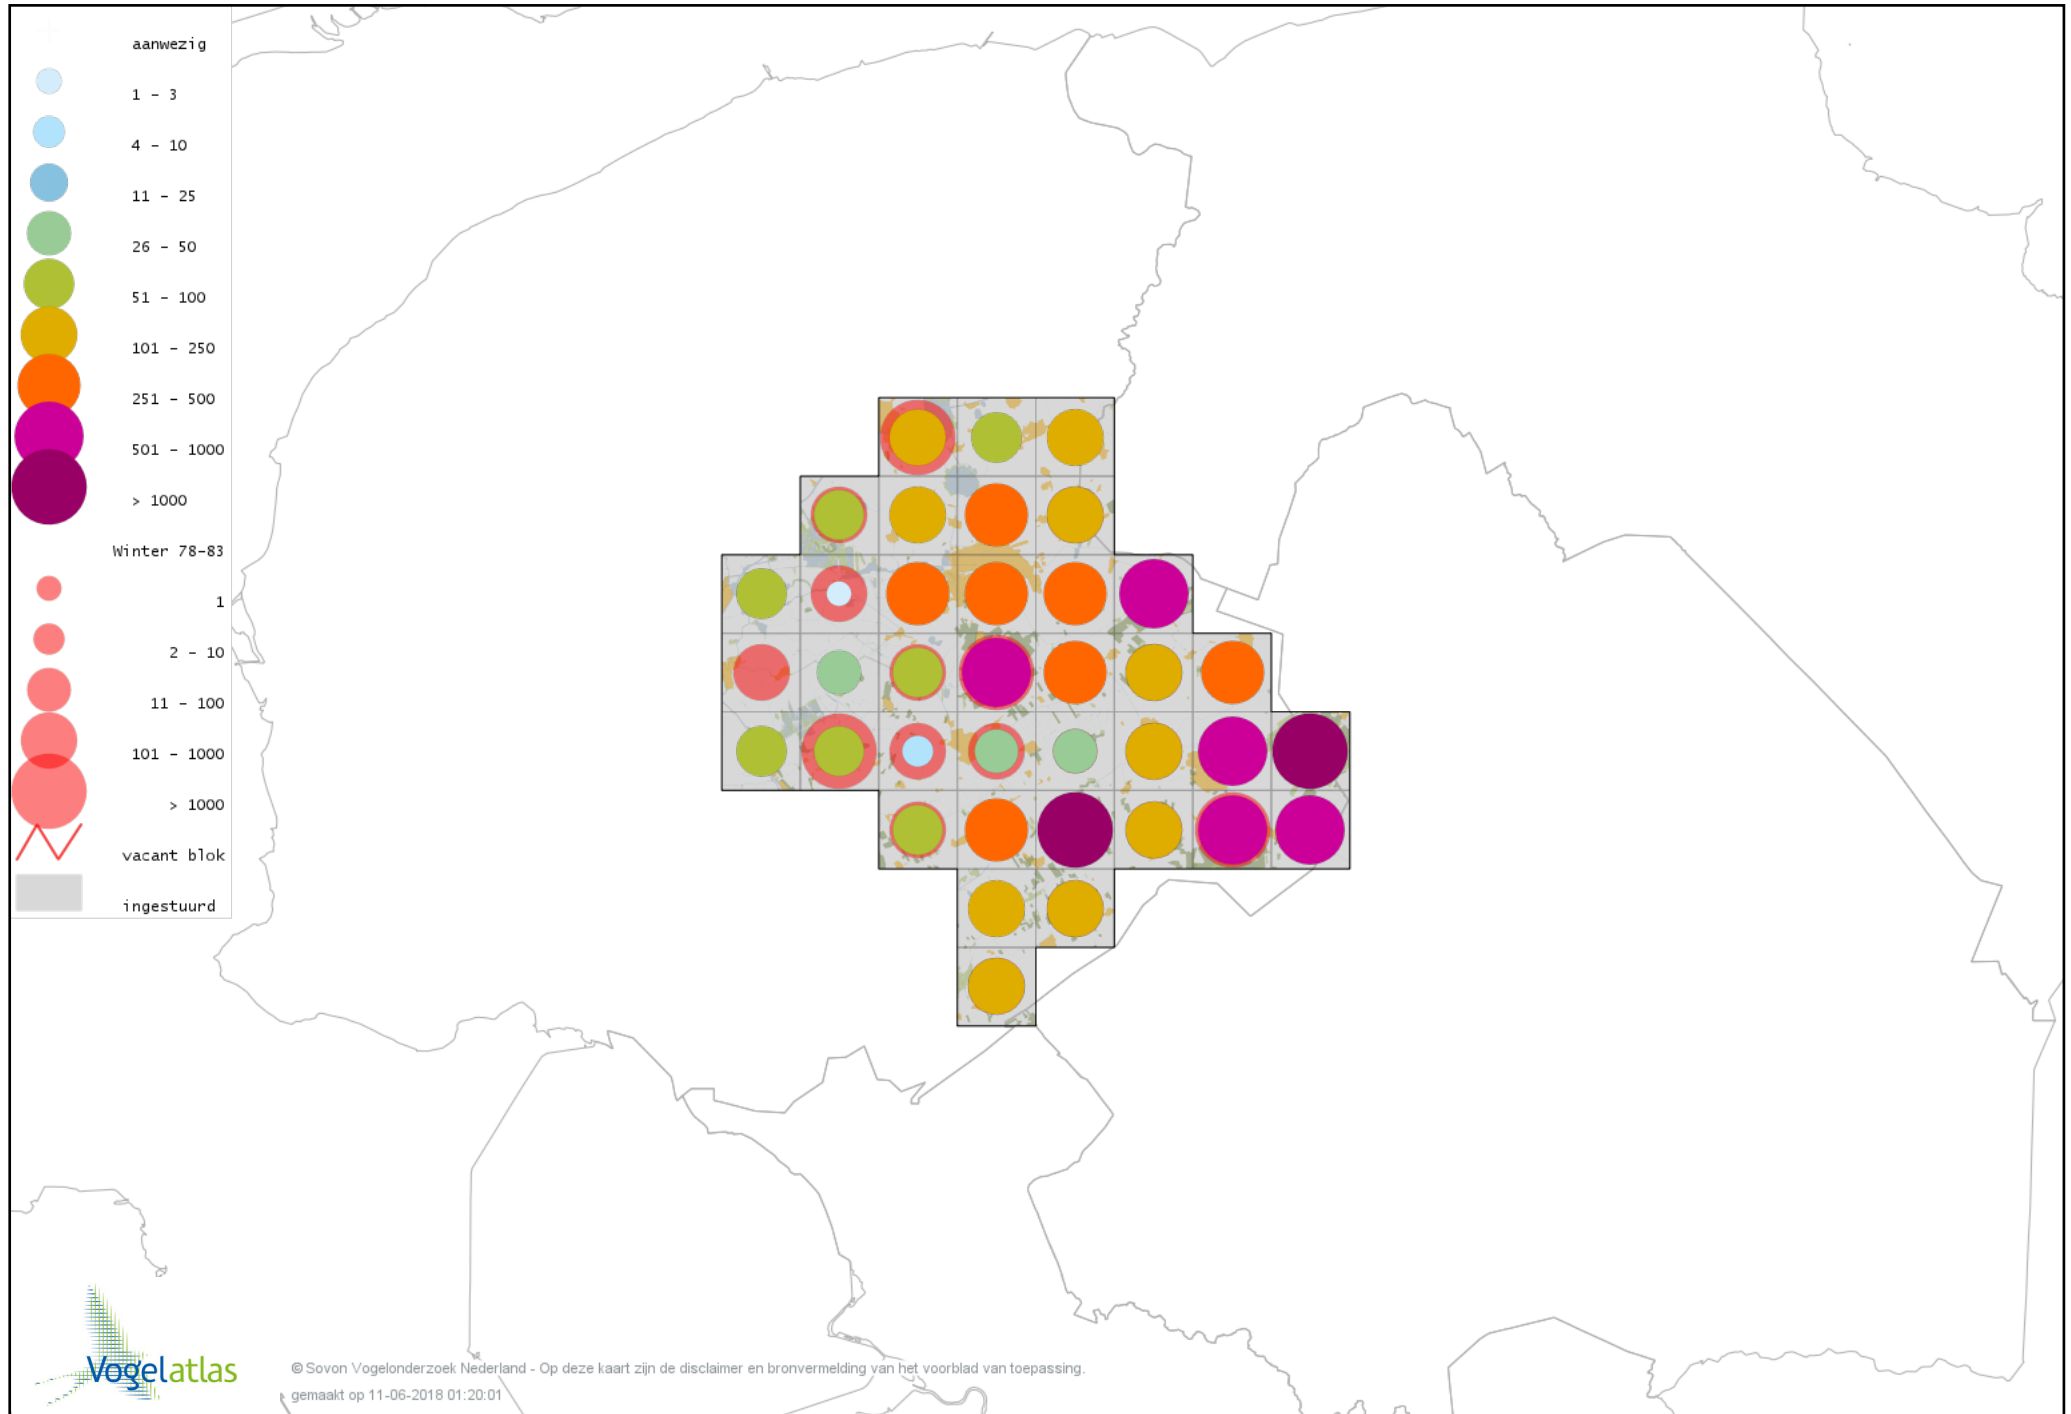 aanwezig
1 – 3
4 – 10
11 – 25
26 – 50
51 – 100
101 – 250
251 – 500
501 – 1000
> 1000
Winter 78-83
1
2 – 10
11 – 100
101 – 1000
> 1000
vacant blok
ingestuurd
Vogelatlas
© Sovon Vogelonderzoek Nederland - Op deze kaart zijn de disclaimer en bronvermelding van het voorblad van toepassing.
gemaakt op 11-06-2018 01:20:01